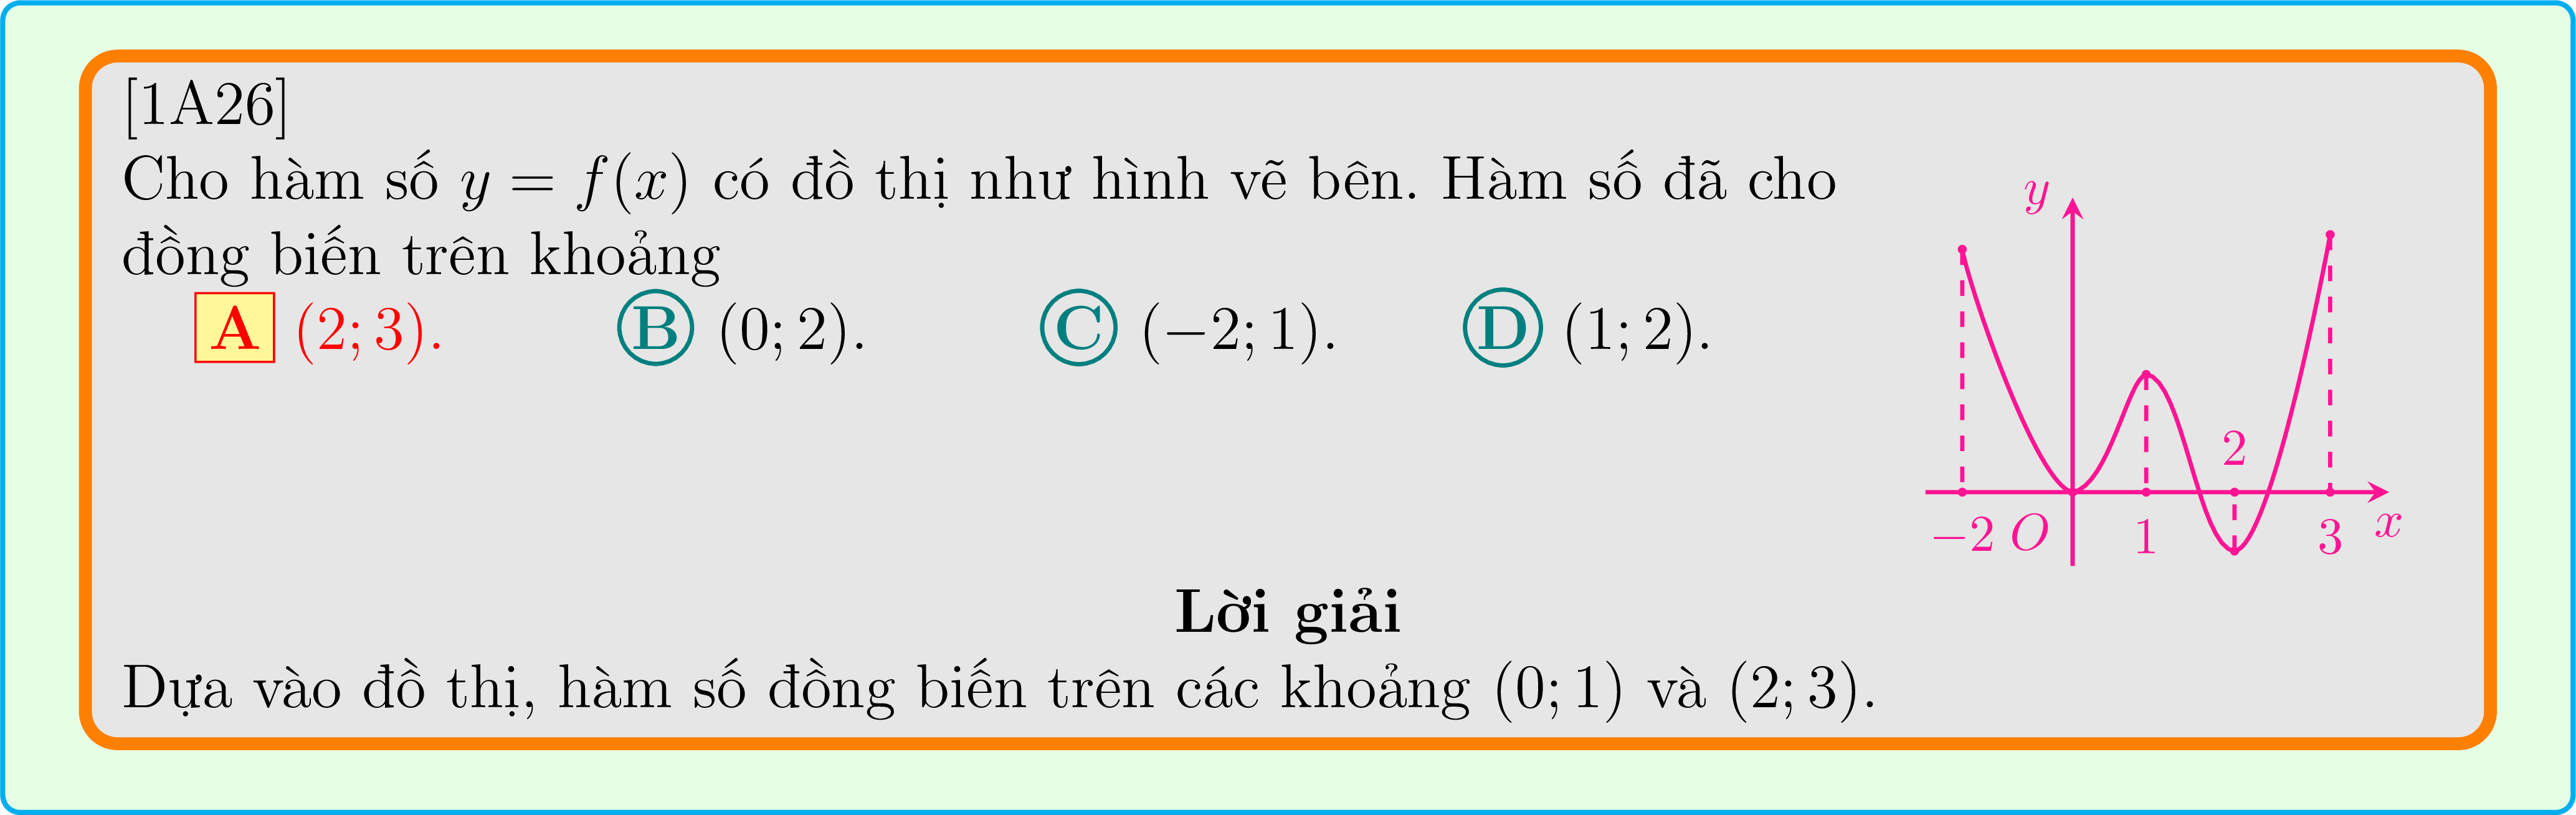 [1A26]
Cho hàm số y = f(x) có đồ thị như hình vẽ bên. Hàm số đã cho
đồng biến trên khoảng
A (2; 3). B (0; 2). C (−2; 1). D (1; 2).
y
2
−2 O 1 3 x
Lời giải
Dựa vào đồ thị, hàm số đồng biến trên các khoảng (0; 1) và (2; 3).